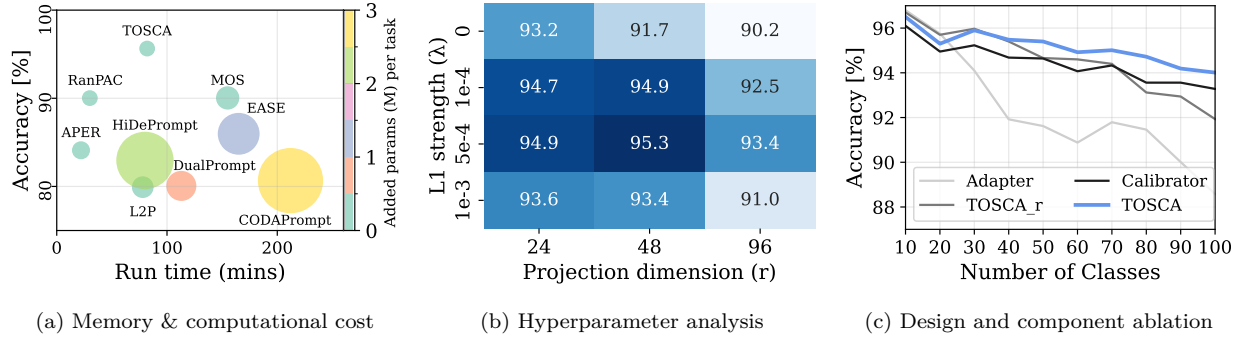 100
90
80
Accuracy [%]
TOSCA
RanPAC
MOS
EASE
APER
HiDePrompt
DualPrompt
L2P
CODAPrompt
0 100 200
Run time (mins)
3
2
1
0
Added params (M) per task
(a) Memory & computational cost
L1 strength (λ)
0 93.2 91.7 90.2
1e-4 94.7 94.9 92.5
5e-4 94.9 95.3 93.4
1e-3 93.6 93.4 91.0
24 48 96
Projection dimension (r)
(b) Hyperparameter analysis
96
94
92
90
88
Accuracy [%]
Adapter Calibrator
TOSCA_r TOSCA
10 20 30 40 50 60 70 80 90 100
Number of Classes
(c) Design and component ablation